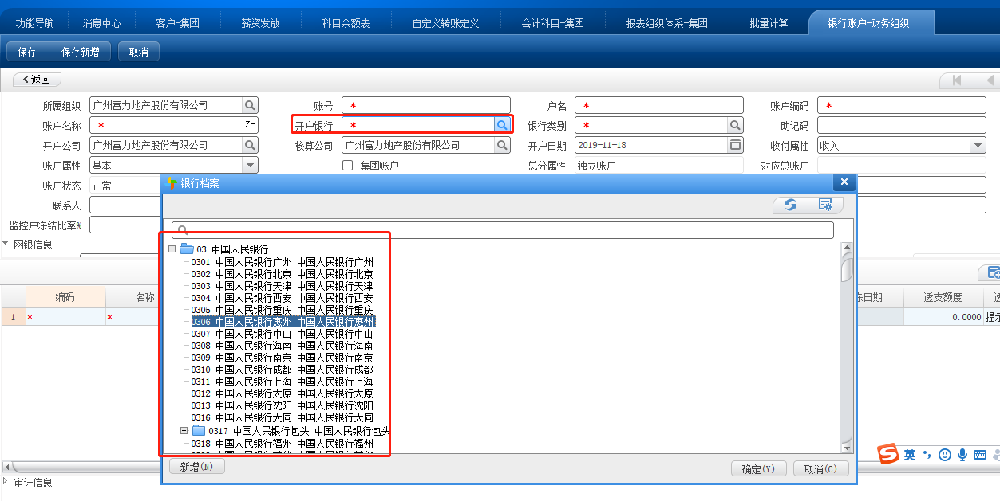 功能导航 消息中心 客户-集团 薪资发放 科目余额表 自定义转账定义 会计科目-集团 报表组织体系-集团 批量计算 银行账户-财务组织
保存 保存新增 取消
返回
所属组织 广州富力地产股份有限公司 账号 * 户名 * 账户编码 *
账户名称 * ZH 开户银行 * 银行类别 * 助记码
开户公司 广州富力地产股份有限公司 核算公司 广州富力地产股份有限公司 开户日期 2019-11-18 收付属性 收入
账户属性 基本 集团账户 总分属性 独立账户 对应总账户
账户状态 正常
联系人
监控户冻结比率%
网银信息
编码 名称 日期 透支额度
1 * * 0.0000 提示
审计信息
银行档案
03 中国人民银行
0301 中国人民银行广州 中国人民银行广州
0302 中国人民银行北京 中国人民银行北京
0303 中国人民银行天津 中国人民银行天津
0304 中国人民银行西安 中国人民银行西安
0305 中国人民银行重庆 中国人民银行重庆
0306 中国人民银行惠州 中国人民银行惠州
0307 中国人民银行中山 中国人民银行中山
0308 中国人民银行海南 中国人民银行海南
0309 中国人民银行南京 中国人民银行南京
0310 中国人民银行成都 中国人民银行成都
0311 中国人民银行上海 中国人民银行上海
0312 中国人民银行太原 中国人民银行太原
0313 中国人民银行沈阳 中国人民银行沈阳
0316 中国人民银行大同 中国人民银行大同
0317 中国人民银行包头 中国人民银行包头
0318 中国人民银行福州 中国人民银行福州
新增(N) 确定(Y) 取消(C)
S 英